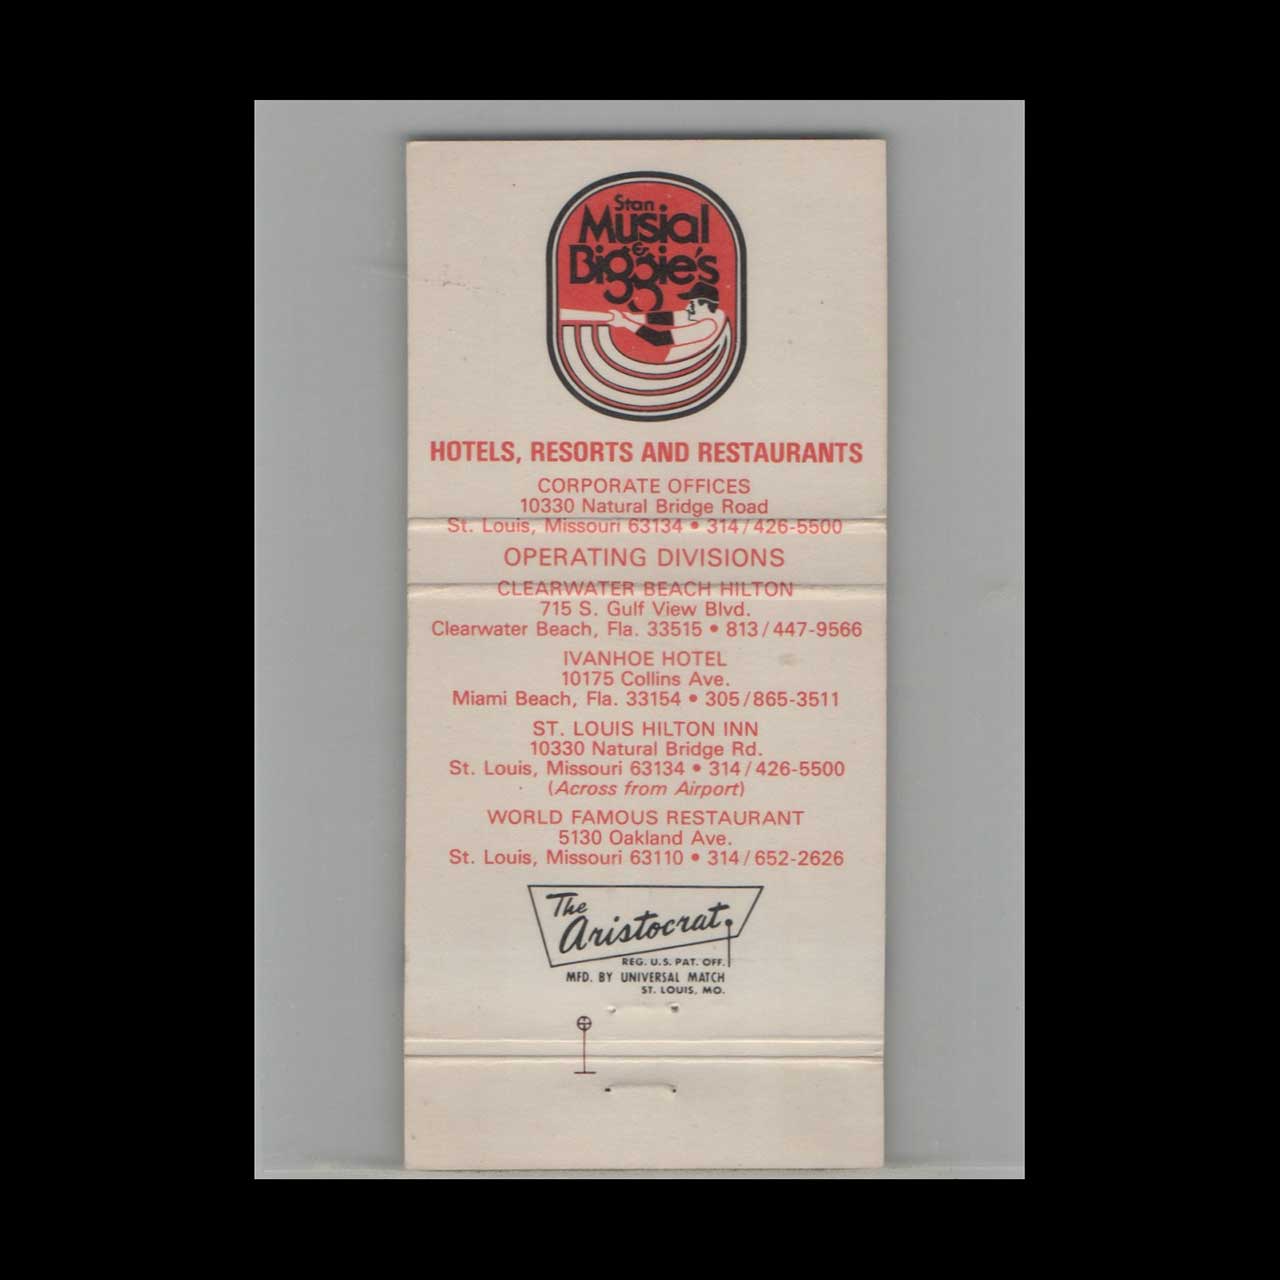 Stan
Musial
&
Biggie's
HOTELS, RESORTS AND RESTAURANTS
CORPORATE OFFICES
10330 Natural Bridge Road
St. Louis, Missouri 63134 • 314/426-5500
OPERATING DIVISIONS
CLEARWATER BEACH HILTON
715 S. Gulf View Blvd.
Clearwater Beach, Fla. 33515 • 813/447-9566
IVANHOE HOTEL
10175 Collins Ave.
Miami Beach, Fla. 33154 • 305/865-3511
ST. LOUIS HILTON INN
10330 Natural Bridge Rd.
St. Louis, Missouri 63134 • 314/426-5500
(Across from Airport)
WORLD FAMOUS RESTAURANT
5130 Oakland Ave.
St. Louis, Missouri 63110 • 314/652-2626
The
Aristocrat
REG. U.S. PAT. OFF.
MFD. BY UNIVERSAL MATCH
ST. LOUIS, MO.